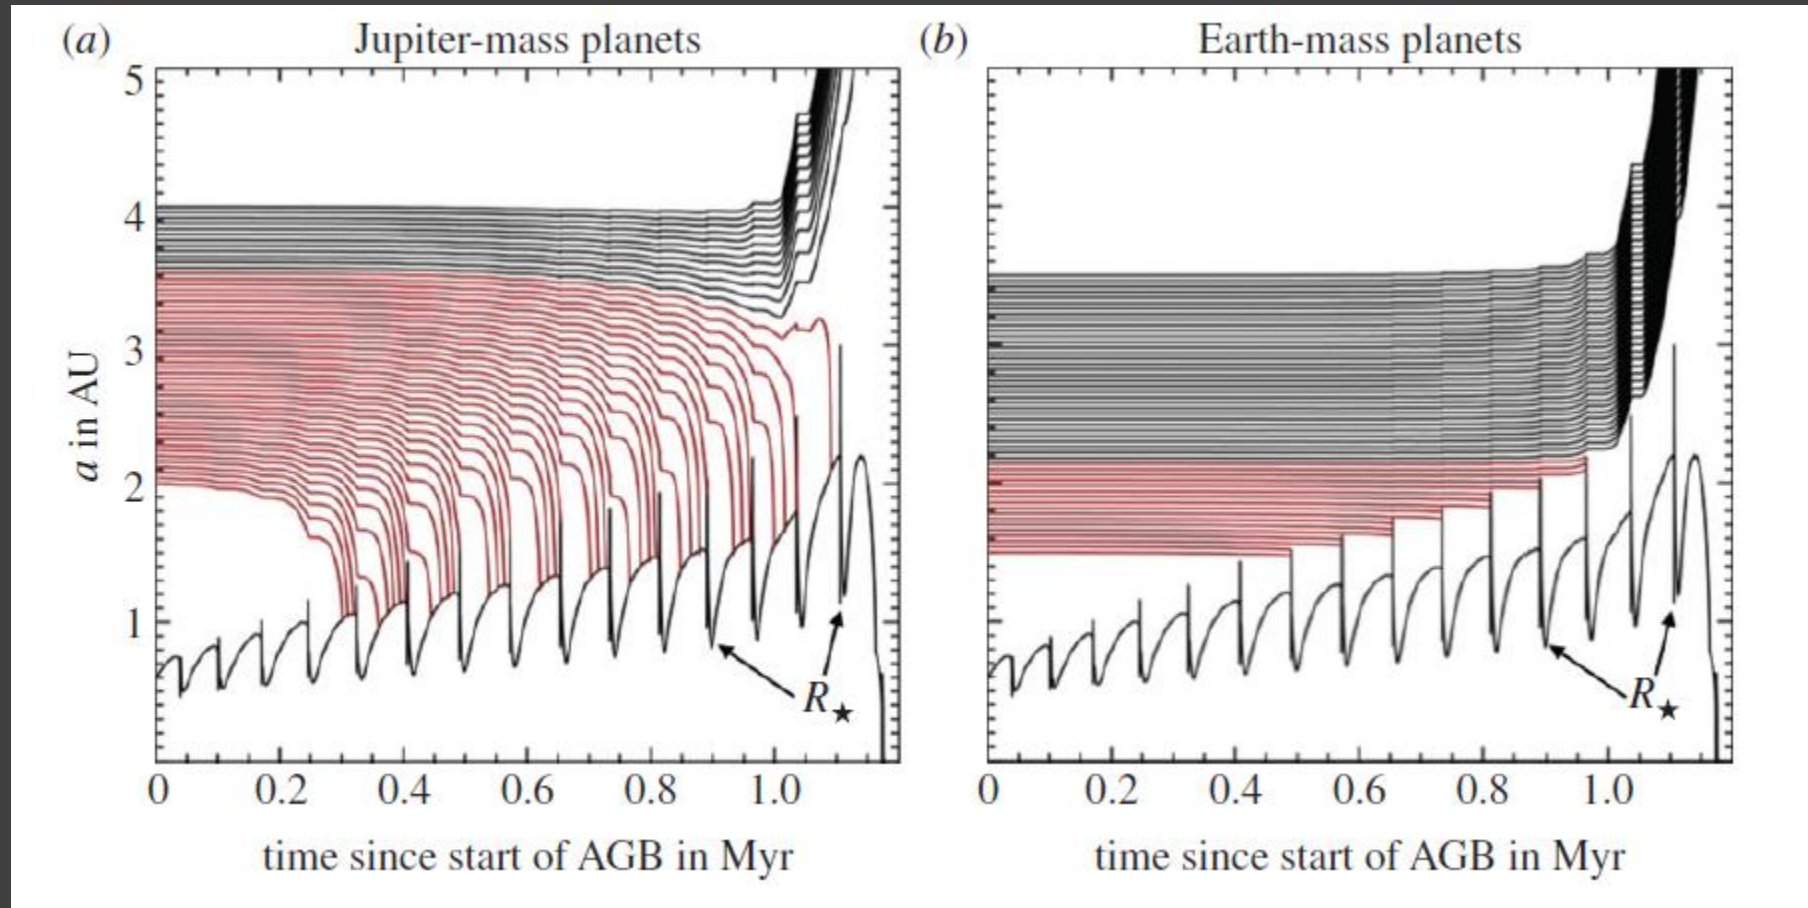 (a) Jupiter-mass planets
5
4
3
2
1
a in AU
R★
0 0.2 0.4 0.6 0.8 1.0
time since start of AGB in Myr
(b) Earth-mass planets
R★
0 0.2 0.4 0.6 0.8 1.0
time since start of AGB in Myr